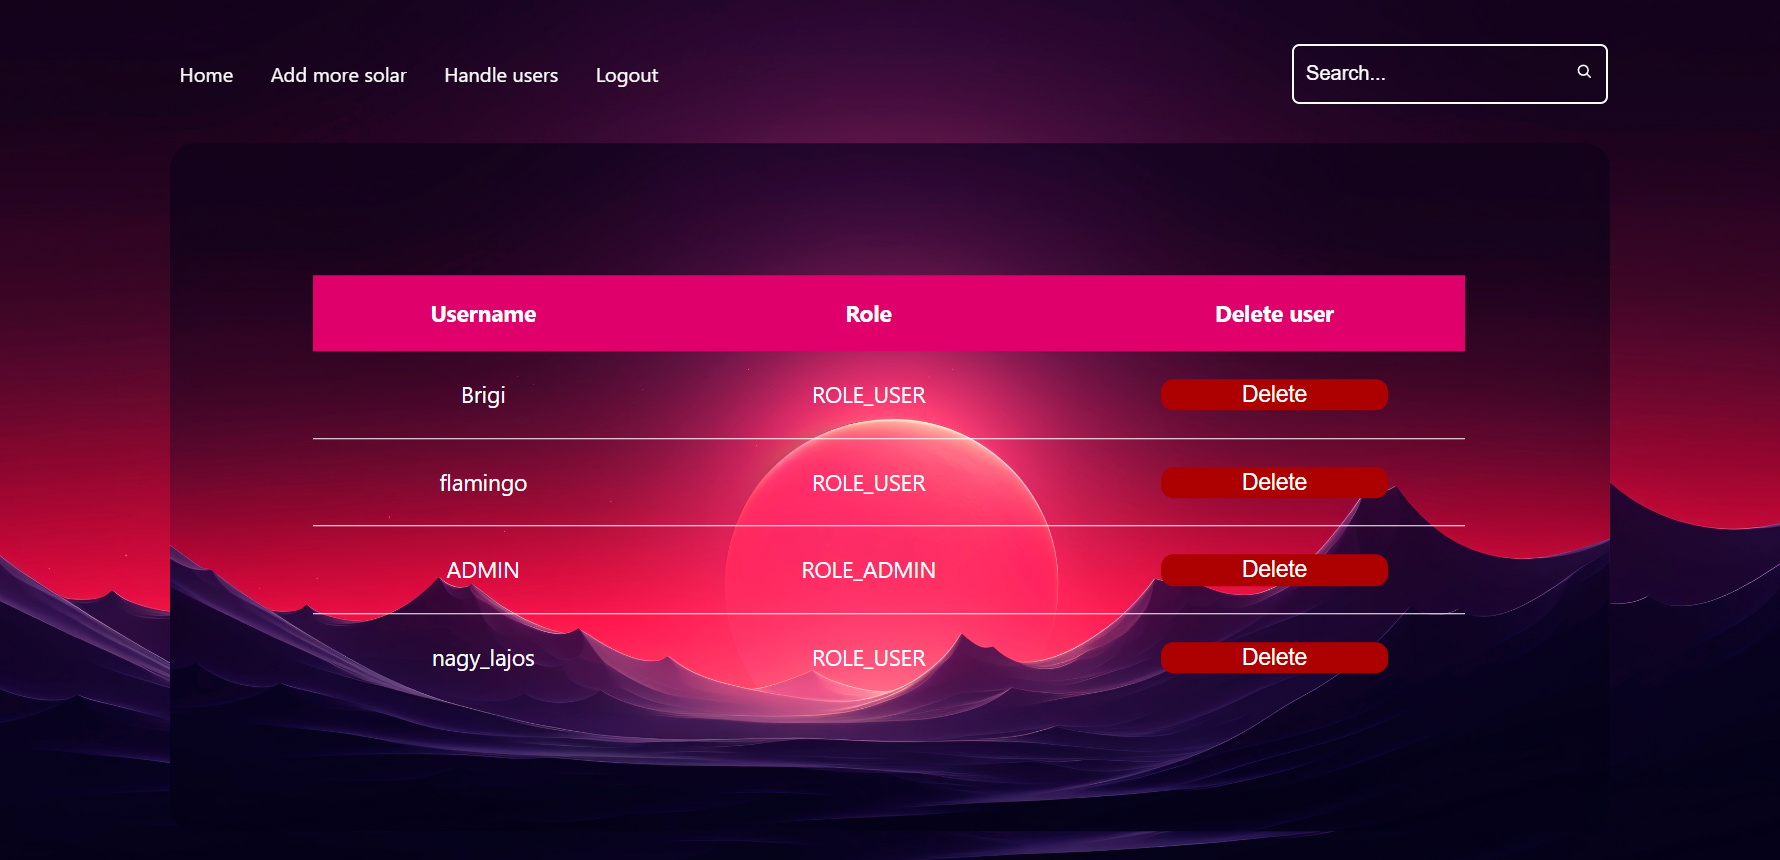 Home Add more solar Handle users Logout Search...
Username Role Delete user
Brigi ROLE_USER Delete
flamingo ROLE_USER Delete
ADMIN ROLE_ADMIN Delete
nagy_lajos ROLE_USER Delete